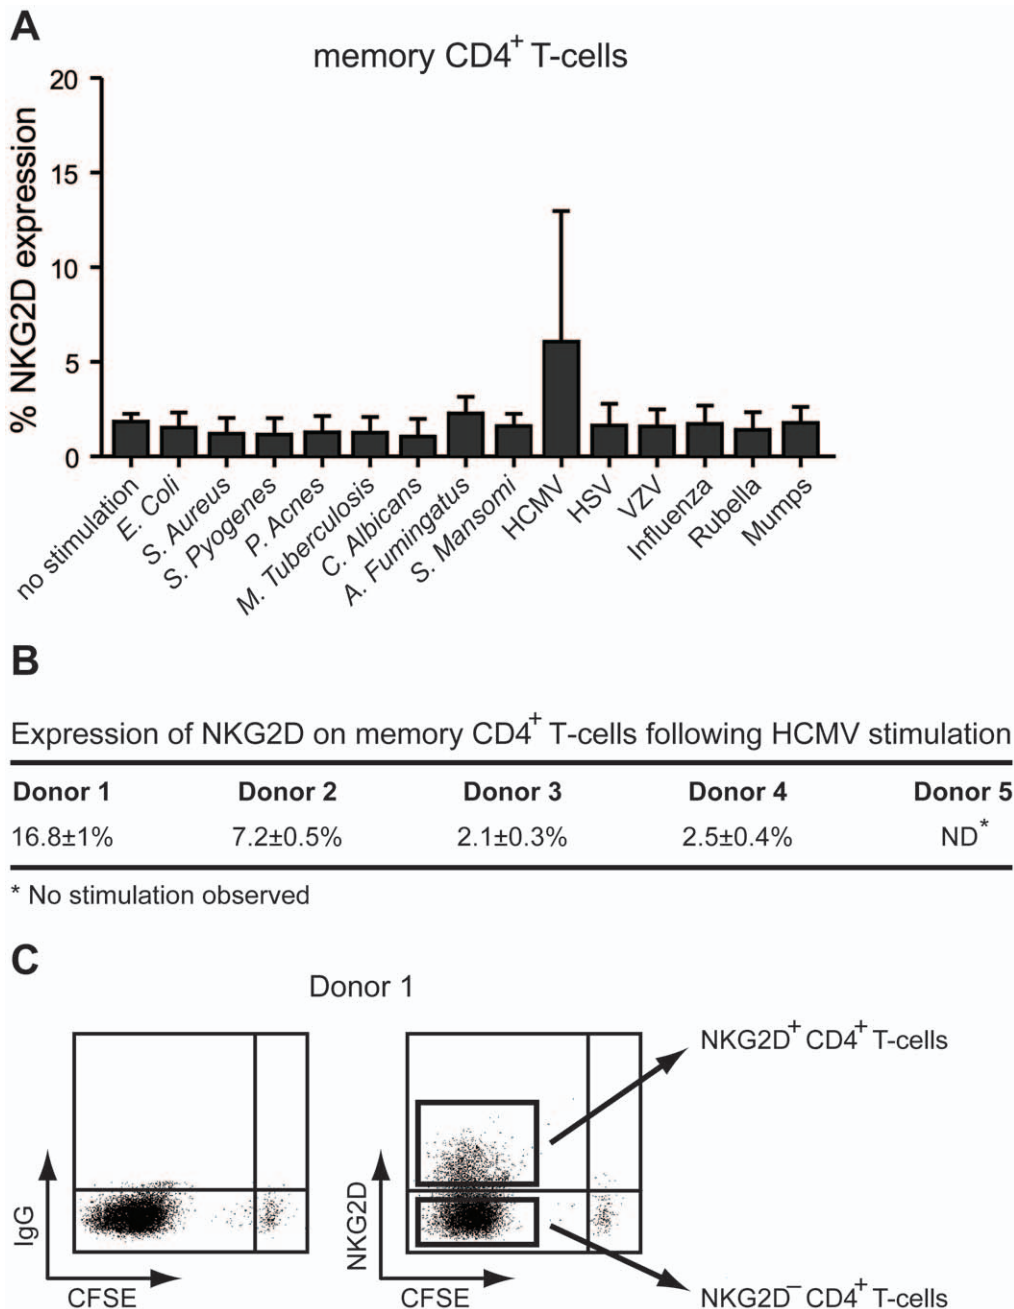 A
memory CD4+ T-cells
% NKG2D expression
20
15
10
5
0
no stimulation
E. Coli
S. Aureus
S. Pyogenes
P. Acnes
M. Tuberculosis
C. Albicans
A. Fumingatus
S. Mansomi
HCMV
HSV
VZV
Influenza
Rubella
Mumps
B
Expression of NKG2D on memory CD4+ T-cells following HCMV stimulation
Donor 1 Donor 2 Donor 3 Donor 4 Donor 5
16.8±1% 7.2±0.5% 2.1±0.3% 2.5±0.4% ND*
* No stimulation observed
C
Donor 1
IgG
CFSE
NKG2D
CFSE
NKG2D+ CD4+ T-cells
NKG2D− CD4+ T-cells